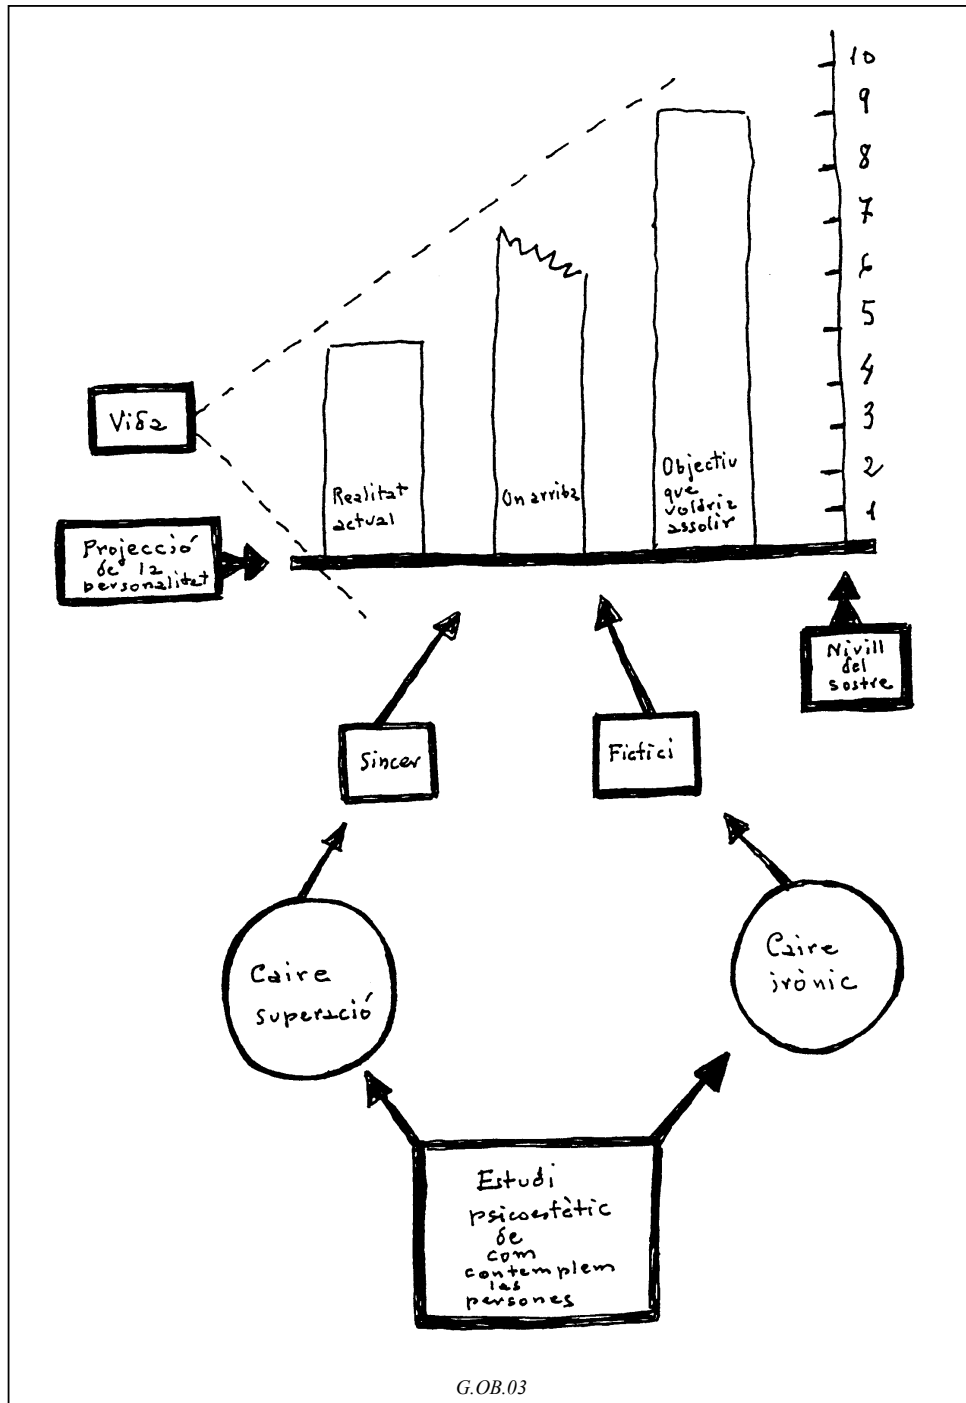 10
9
8
7
6
5
4
3
2
1
Vida
Realitat
actual
On arriba
Objectiu
que
voldria
assolir
Projecció
de la
personalitat
Nivill
del
sostre
Sincer
Fictici
Caire
superació
Caire
irònic
Estudi
psicoestàtic
de
com
contemplem
les
persones
G.OB.03